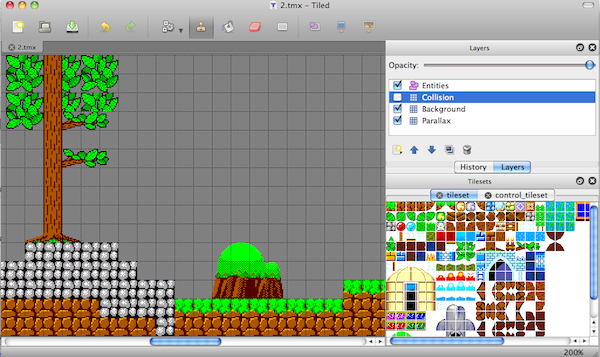 2.tmx – Tiled
2.tmx
Layers
Opacity:
Entities
Collision
Background
Parallax
History
Layers
Tilesets
tileset
control_tileset
200%